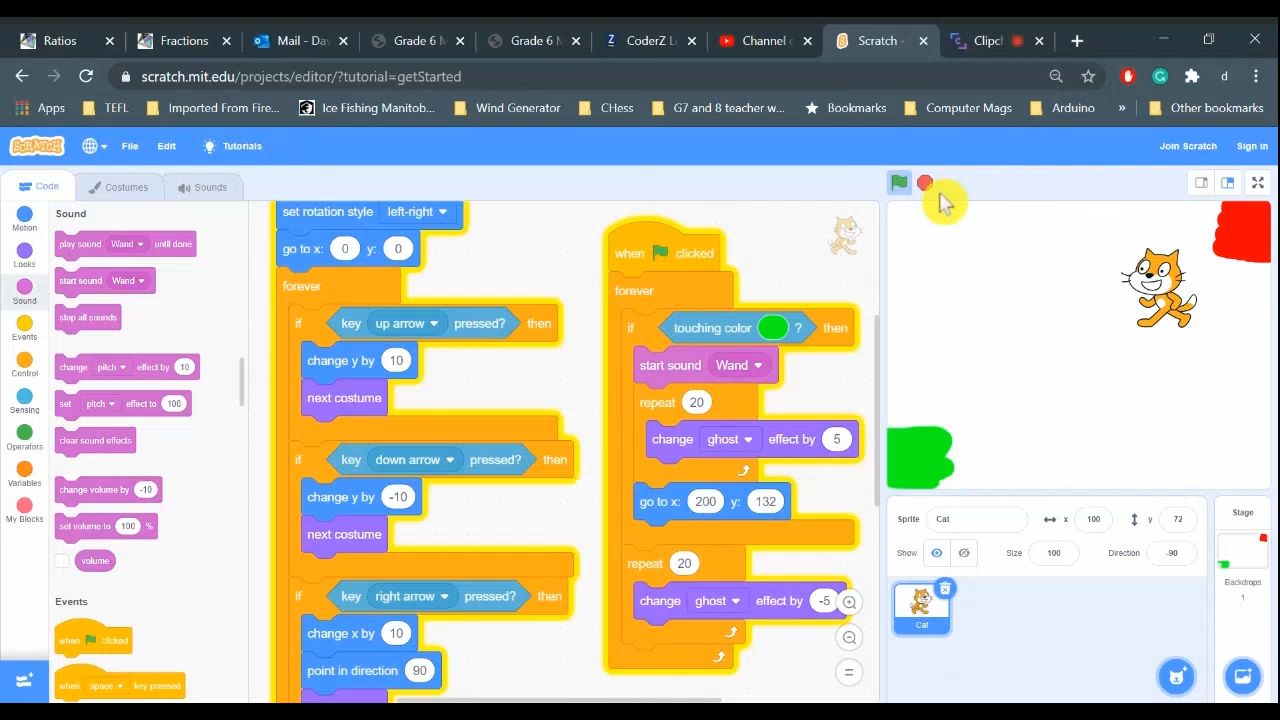 Ratios
Fractions
Mail - Da
Grade 6 M
Grade 6 M
CoderZ L
Channel c
Scratch -
Clipch
scratch.mit.edu/projects/editor/?tutorial=getStarted
d
Apps
TEFL
Imported From Fire...
Ice Fishing Manitob...
Wind Generator
CHess
G7 and 8 teacher w...
Bookmarks
Computer Mags
Arduino
»
Other bookmarks
SCRATCH
File
Edit
Tutorials
Join Scratch
Sign in
Code
Costumes
Sounds
Motion
Looks
Sound
Events
Control
Sensing
Operators
Variables
My Blocks
Sound
play sound Wand until done
start sound Wand
stop all sounds
change pitch effect by 10
set pitch effect to 100
clear sound effects
change volume by -10
set volume to 100 %
volume
Events
when clicked
when space key pressed
set rotation style left-right
go to x: 0 y: 0
forever
if key up arrow pressed? then
change y by 10
next costume
if key down arrow pressed? then
change y by -10
next costume
if key right arrow pressed? then
change x by 10
point in direction 90
when clicked
forever
if touching color ? then
start sound Wand
repeat 20
change ghost effect by 5
go to x: 200 y: 132
repeat 20
change ghost effect by -5
Sprite Cat x 100 y 72
Show Size 100 Direction -90
Cat
Stage
Backdrops
1